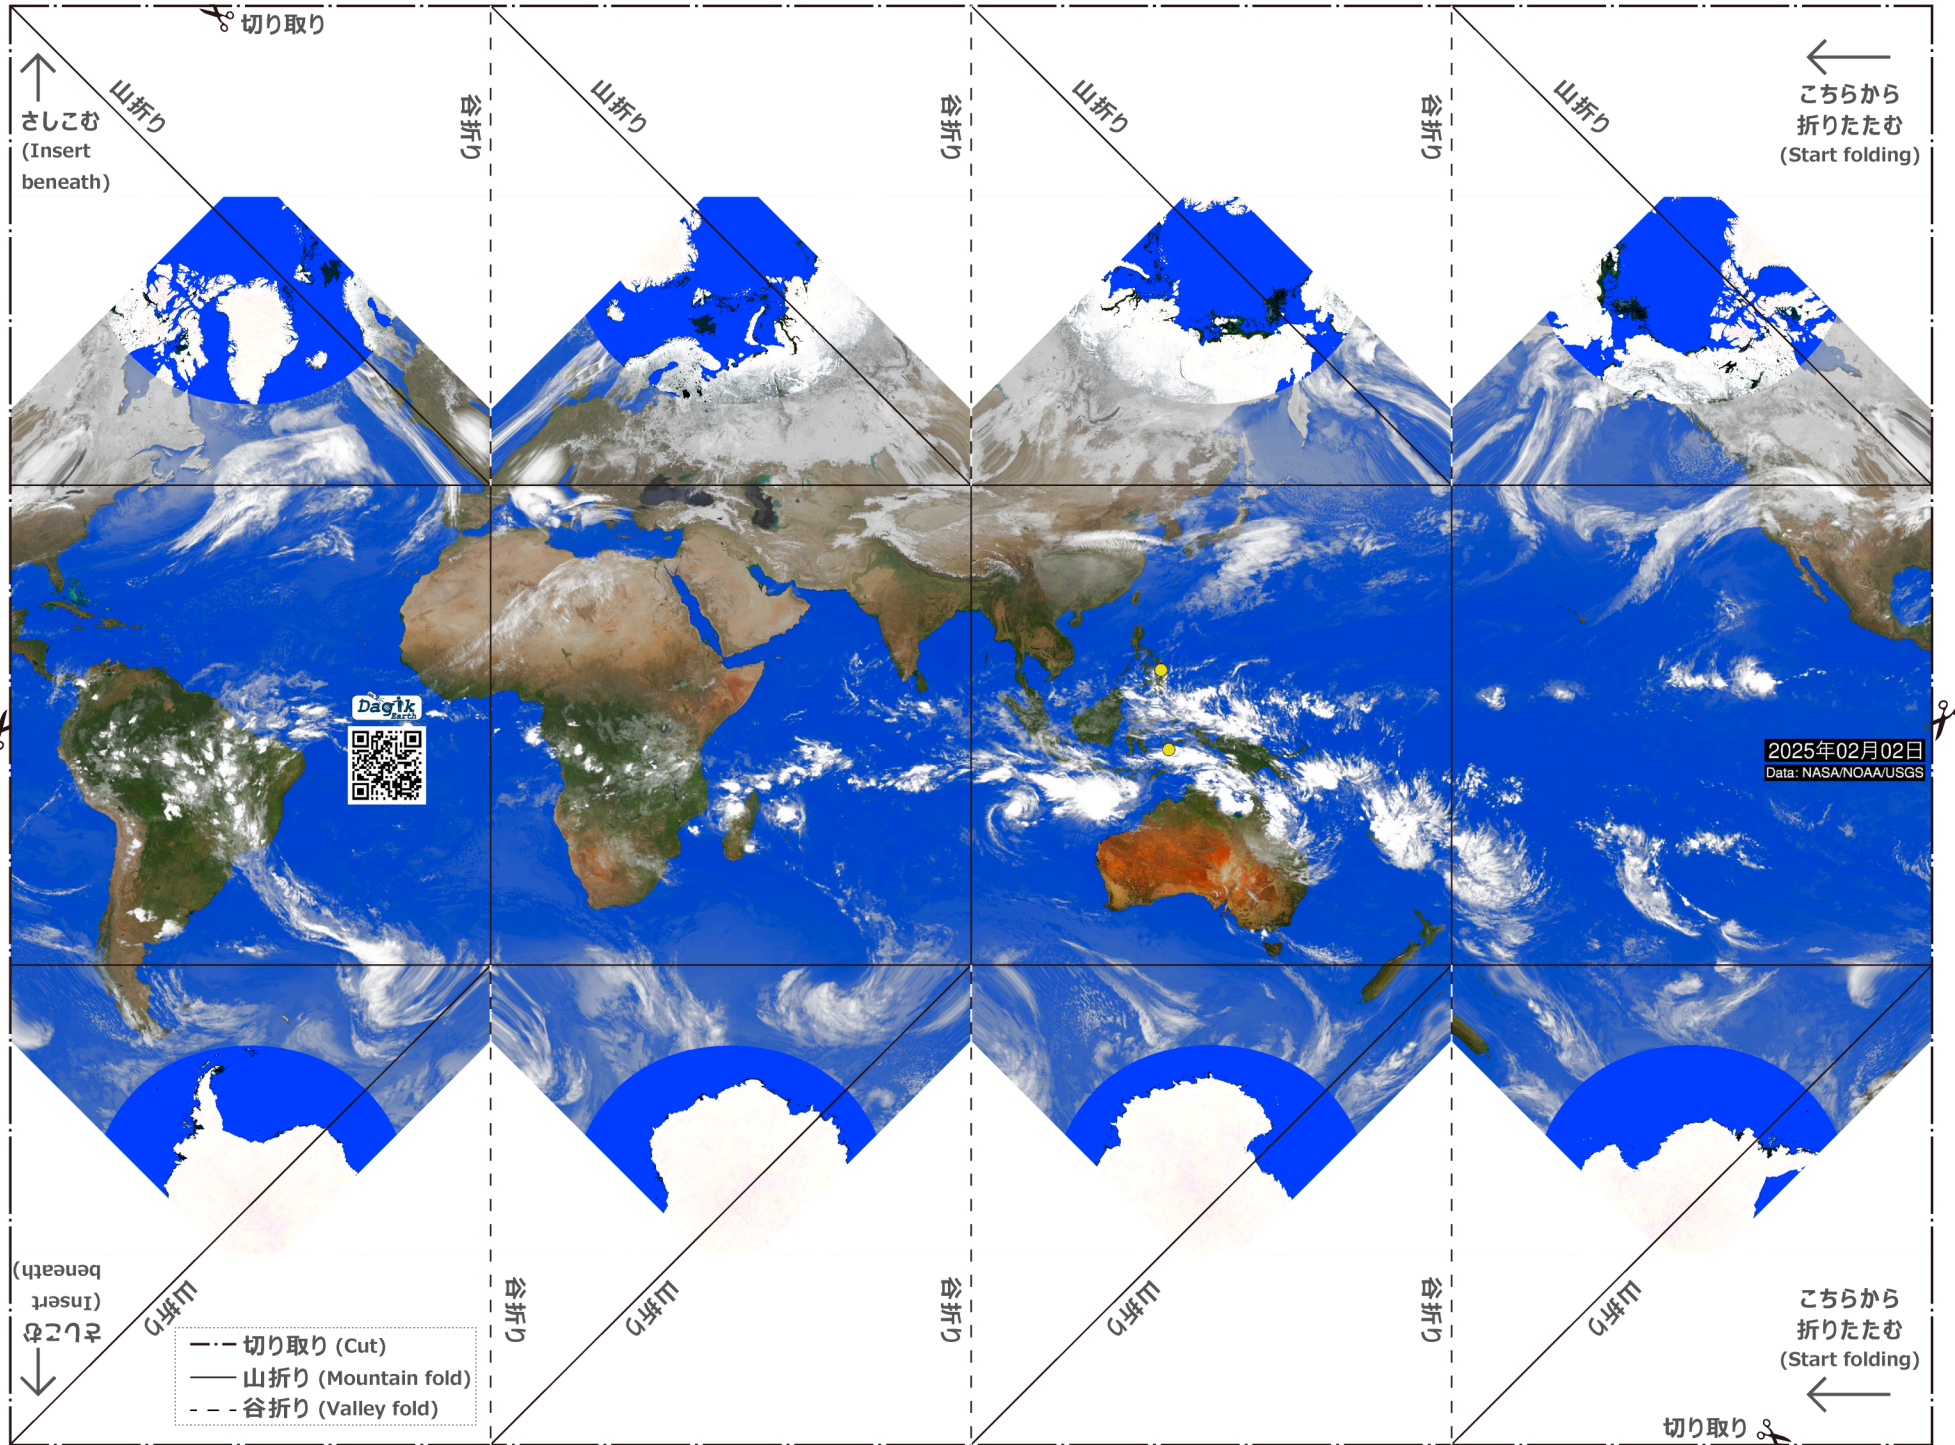 切り取り
山折り
山折り
山折り
山折り
谷折り
谷折り
谷折り
さしこむ
(Insert
beneath)
こちらから
折りたたむ
(Start folding)
Dagik
Earth
2025年02月02日
Data: NASA/NOAA/USGS
さしこむ
(Insert
beneath)
山折り
山折り
山折り
山折り
谷折り
谷折り
谷折り
こちらから
折りたたむ
(Start folding)
切り取り (Cut)
山折り (Mountain fold)
谷折り (Valley fold)
切り取り